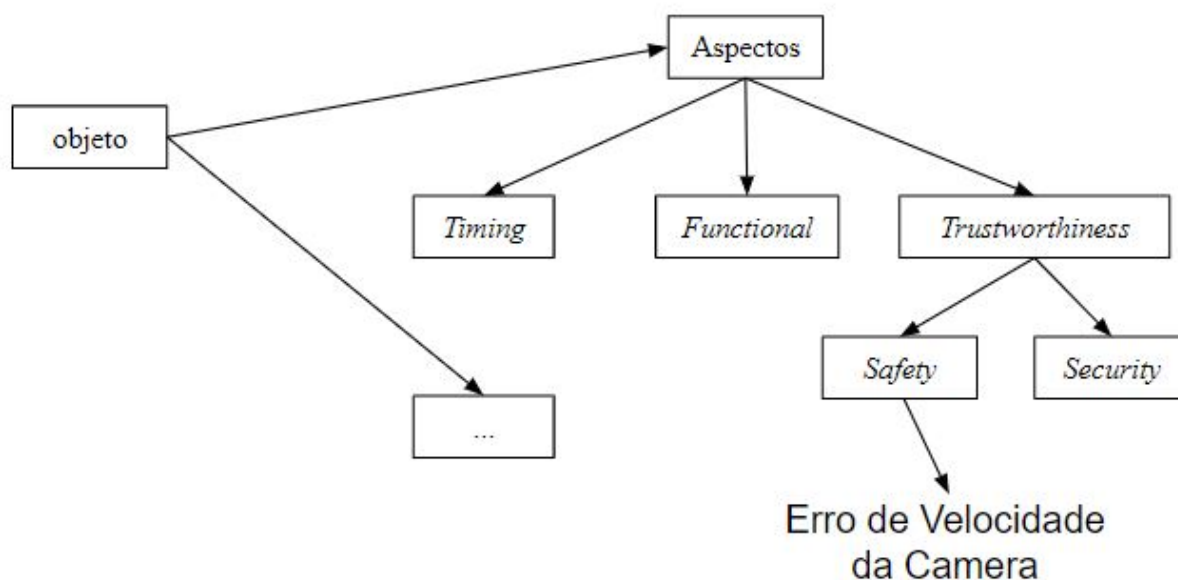 Aspectos
objeto
Timing
Functional
Trustworthiness
Safety
Security
...
Erro de Velocidade
da Camera